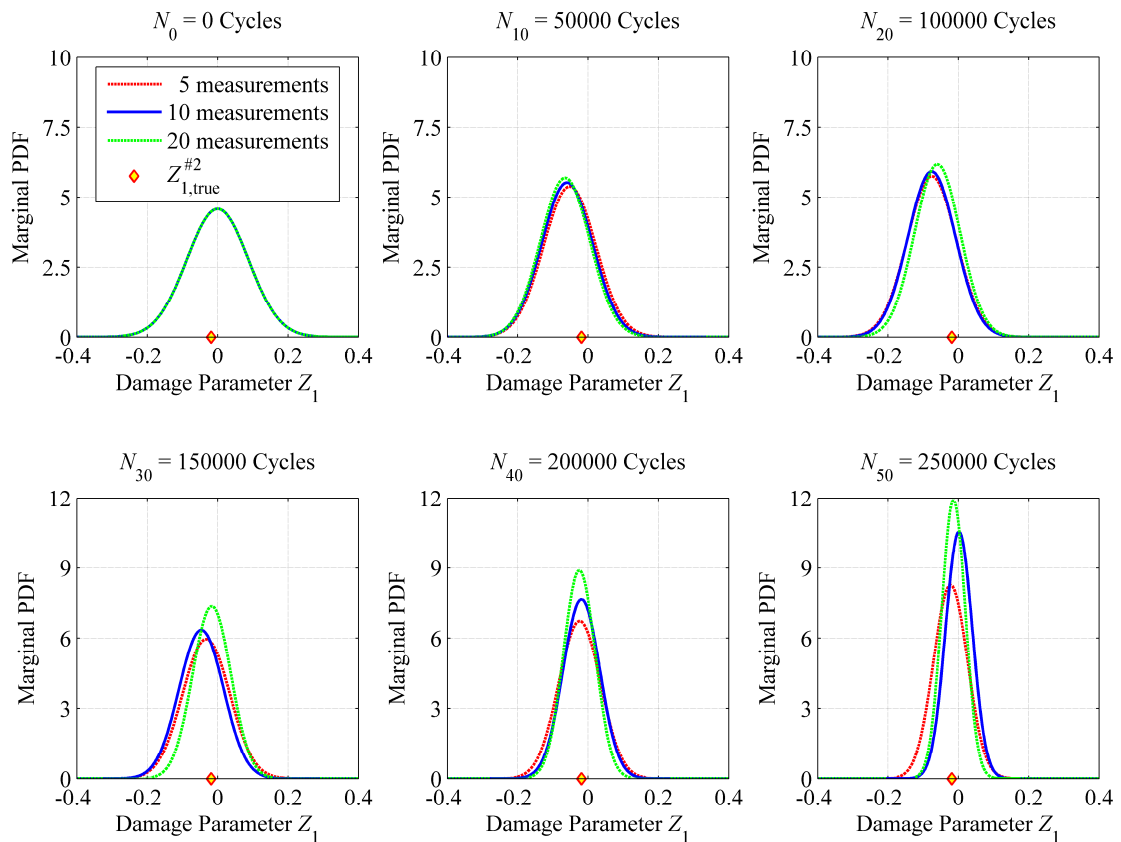 N0 = 0 Cycles
N10 = 50000 Cycles
N20 = 100000 Cycles
Marginal PDF
10
7.5
5
2.5
0
-0.4
-0.2
0
0.2
0.4
Damage Parameter Z1
5 measurements
10 measurements
20 measurements
Z#21,true
Marginal PDF
10
7.5
5
2.5
0
-0.4
-0.2
0
0.2
0.4
Damage Parameter Z1
Marginal PDF
10
7.5
5
2.5
0
-0.4
-0.2
0
0.2
0.4
Damage Parameter Z1
N30 = 150000 Cycles
N40 = 200000 Cycles
N50 = 250000 Cycles
Marginal PDF
12
9
6
3
0
-0.4
-0.2
0
0.2
0.4
Damage Parameter Z1
Marginal PDF
12
9
6
3
0
-0.4
-0.2
0
0.2
0.4
Damage Parameter Z1
Marginal PDF
12
9
6
3
0
-0.4
-0.2
0
0.2
0.4
Damage Parameter Z1